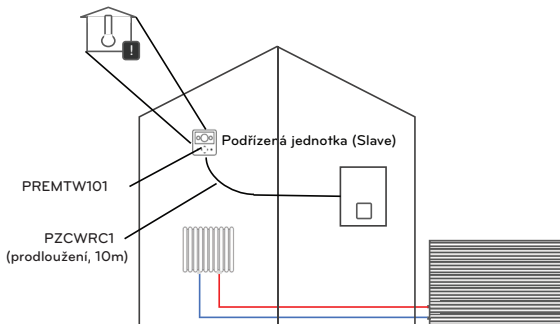 !
Podřízená jednotka (Slave)
PREMTW101
PZCWRC1
(prodloužení, 10m)